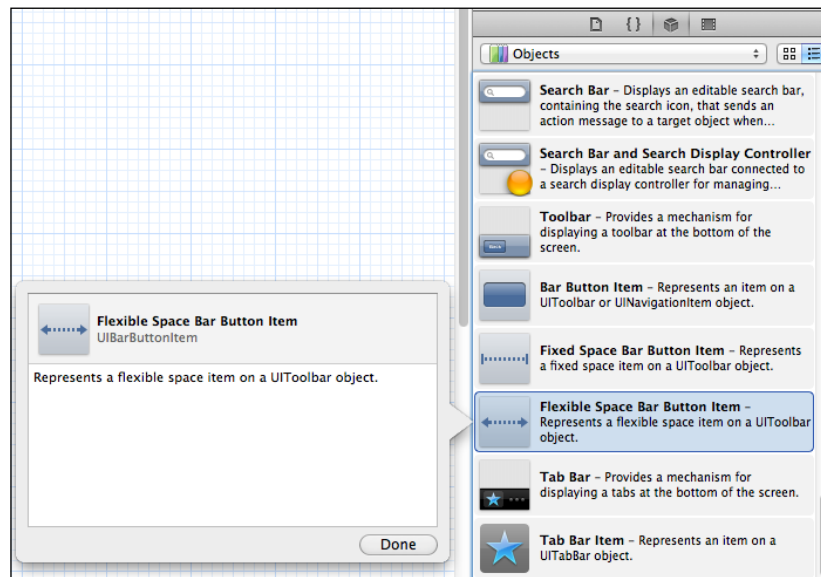 {}
Objects
Search Bar – Displays an editable search bar,
containing the search icon, that sends an
action message to a target object when...
Search Bar and Search Display Controller
– Displays an editable search bar connected to
a search display controller for managing...
Toolbar – Provides a mechanism for
displaying a toolbar at the bottom of the
screen.
Bar Button Item – Represents an item on a
UIToolbar or UINavigationItem object.
Fixed Space Bar Button Item – Represents
a fixed space item on a UIToolbar object.
Flexible Space Bar Button Item –
Represents a flexible space item on a UIToolbar
object.
Tab Bar – Provides a mechanism for
displaying a tabs at the bottom of the screen.
Tab Bar Item – Represents an item on a
UITabBar object.
Flexible Space Bar Button Item
UIBarButtonItem
Represents a flexible space item on a UIToolbar object.
Done